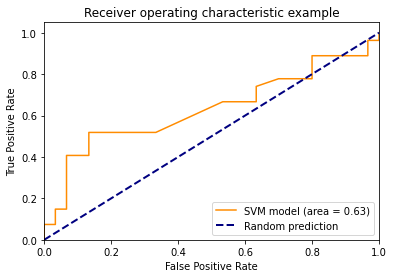 Receiver operating characteristic example
True Positive Rate
1.0
0.8
0.6
0.4
0.2
0.0
SVM model (area = 0.63)
Random prediction
0.0 0.2 0.4 0.6 0.8 1.0
False Positive Rate